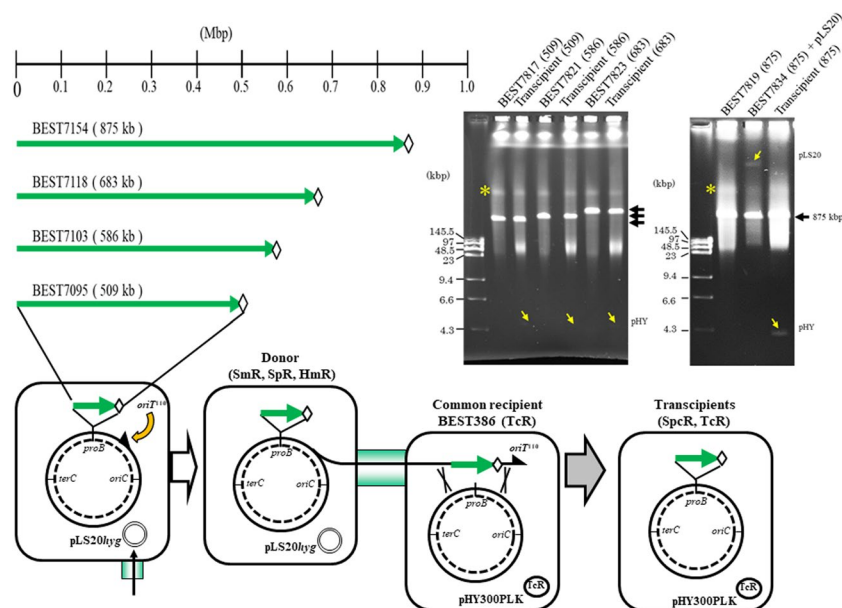 (Mbp)
0 0.1 0.2 0.3 0.4 0.5 0.6 0.7 0.8 0.9 1.0
BEST7154 ( 875 kb )
BEST7118 ( 683 kb )
BEST7103 ( 586 kb )
BEST7095 ( 509 kb )
BEST7817 (509)
Transcipient (509)
BEST7821 (586)
Transcipient (586)
BEST7823 (683)
Transcipient (683)
(kbp)
*
145.5
97
48.5
23
9.4
6.6
4.3
pHY
BEST7819 (875)
BEST7834 (875) + pLS20)
Transcipient (875)
pLS20
(kbp)
*
875 kbp
145.5
97
48.5
23
9.4
6.6
4.3
pHY
oriT110
proB
terC
oriC
pLS20hyg
Donor
(SmR, SpR, HmR)
proB
terC
oriC
pLS20hyg
Common recipient
BEST386 (TcR)
oriT110
proB
terC
oriC
TcR
pHY300PLK
Transcipients
(SpcR, TcR)
proB
terC
oriC
TcR
pHY300PLK